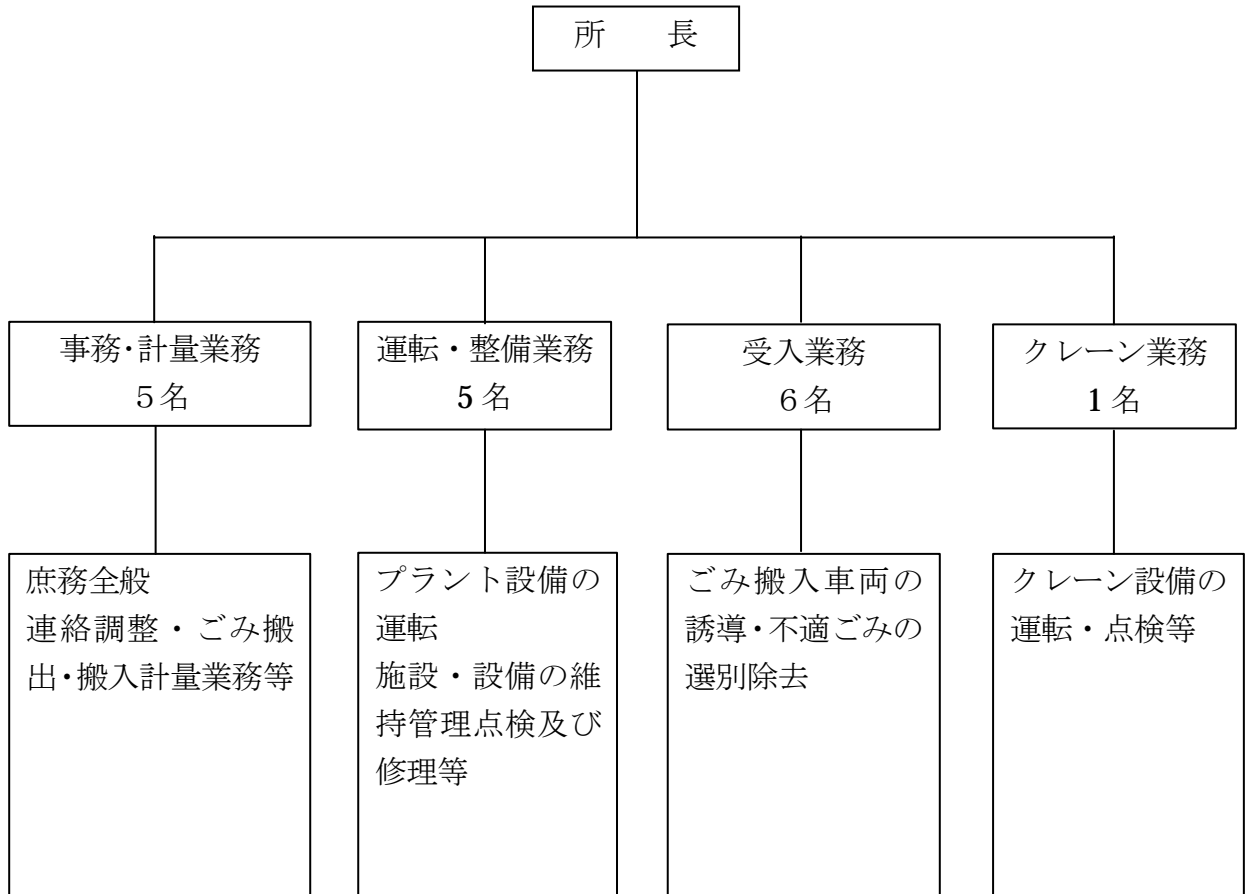 所　　長
事務･計量業務
５名
運転・整備業務
5 名
受入業務
６名
クレーン業務
1 名
庶務全般
連絡調整・ごみ搬
出･搬入計量業務等
プラント設備の
運転
施設・設備の維
持管理点検及び
修理等
ごみ搬入車両の
誘導･不適ごみの
選別除去
クレーン設備の
運転・点検等